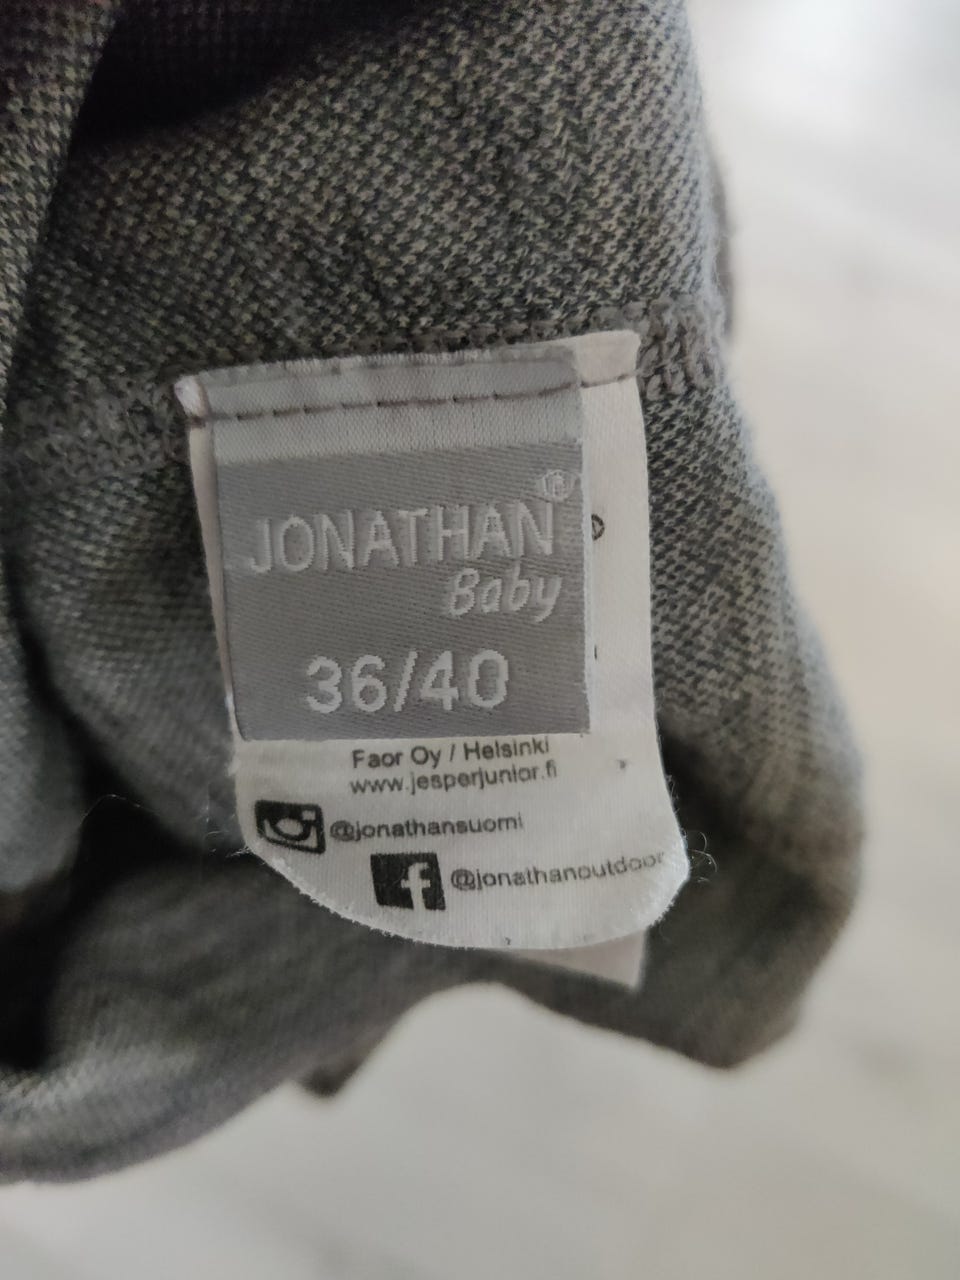 JONATHAN®
Baby
36/40
Faor Oy / Helsinki
www.jesperjunior.fi
@jonathansuomi
@jonathanoutdoor